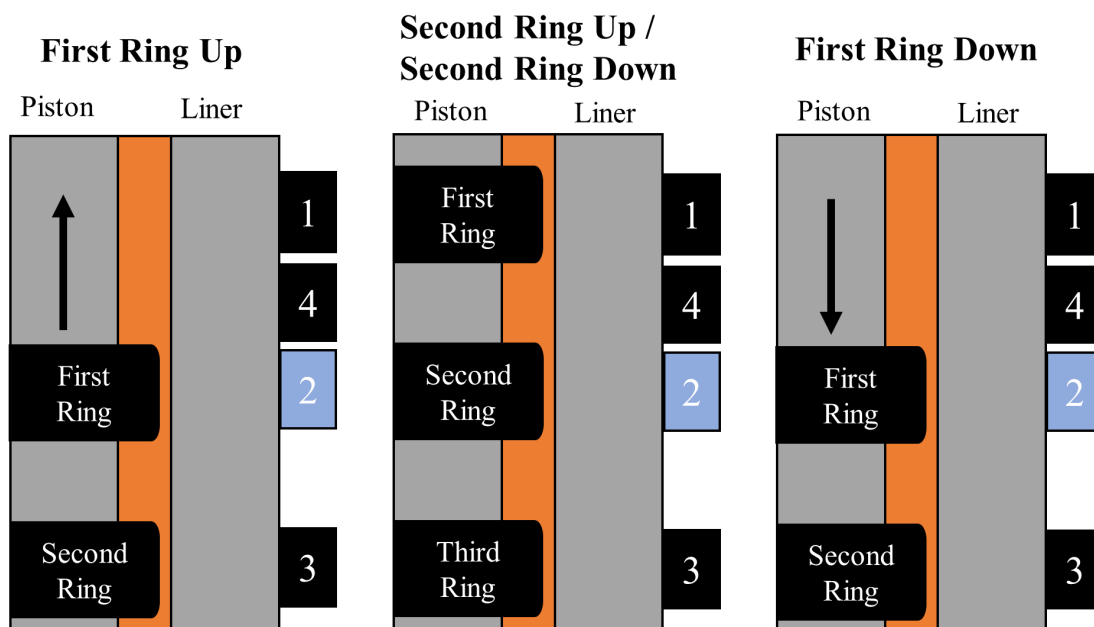 First Ring Up
Piston
Liner
1
4
First
Ring
2
Second
Ring
3
Second Ring Up /
Second Ring Down
Piston
Liner
First
Ring
1
4
Second
Ring
2
Third
Ring
3
First Ring Down
Piston
Liner
1
4
First
Ring
2
Second
Ring
3